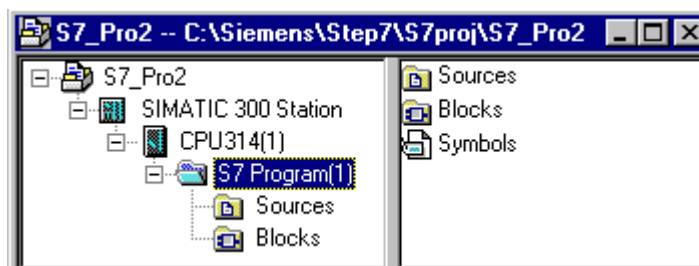 S7_Pro2 -- C:\Siemens\Step7\S7proj\S7_Pro2
S7_Pro2
SIMATIC 300 Station
CPU314(1)
S7 Program(1)
Sources
Blocks
Sources
Blocks
Symbols